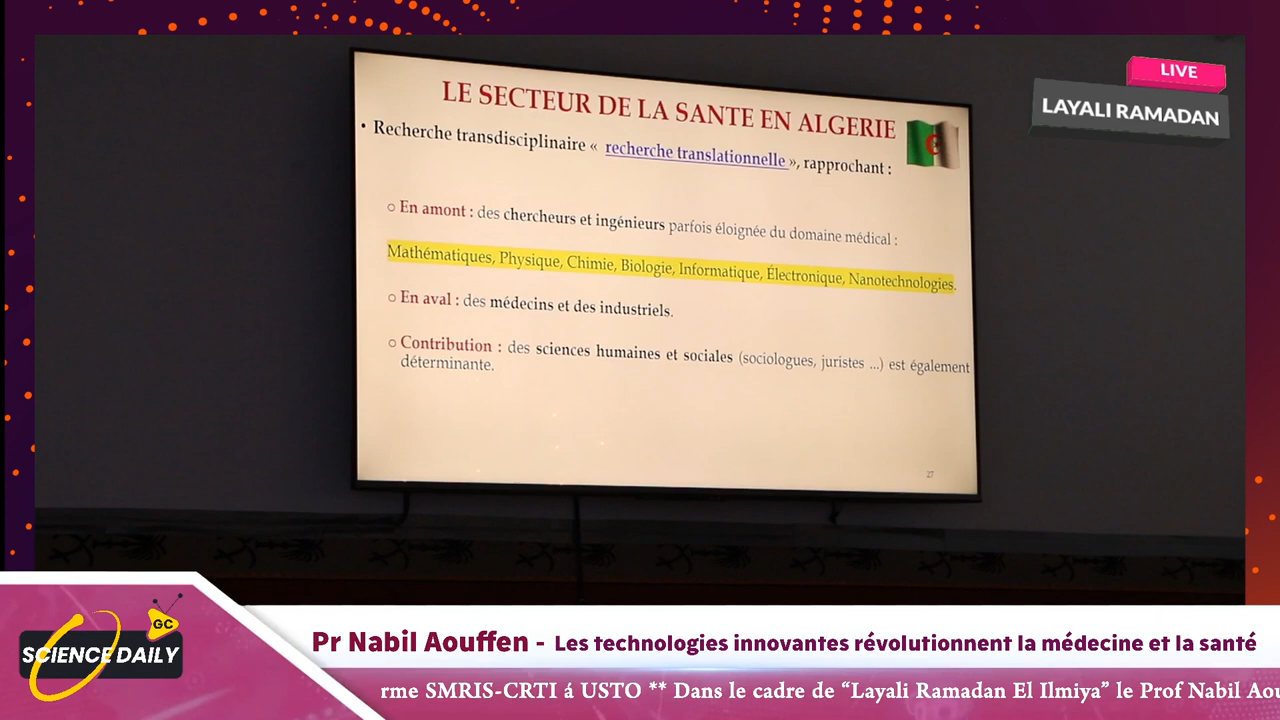 LIVE
LAYALI RAMADAN
LE SECTEUR DE LA SANTE EN ALGERIE
• Recherche transdisciplinaire « recherche translationnelle », rapprochant :
○ En amont : des chercheurs et ingénieurs parfois éloignée du domaine médical :
Mathématiques, Physique, Chimie, Biologie, Informatique, Électronique, Nanotechnologies.
○ En aval : des médecins et des industriels.
○ Contribution : des sciences humaines et sociales (sociologues, juristes ...) est également
déterminante.
27
GC
SCIENCE DAILY
Pr Nabil Aouffen - Les technologies innovantes révolutionnent la médecine et la santé
rme SMRIS-CRTI á USTO ** Dans le cadre de “Layali Ramadan El Ilmiya” le Prof Nabil Aou